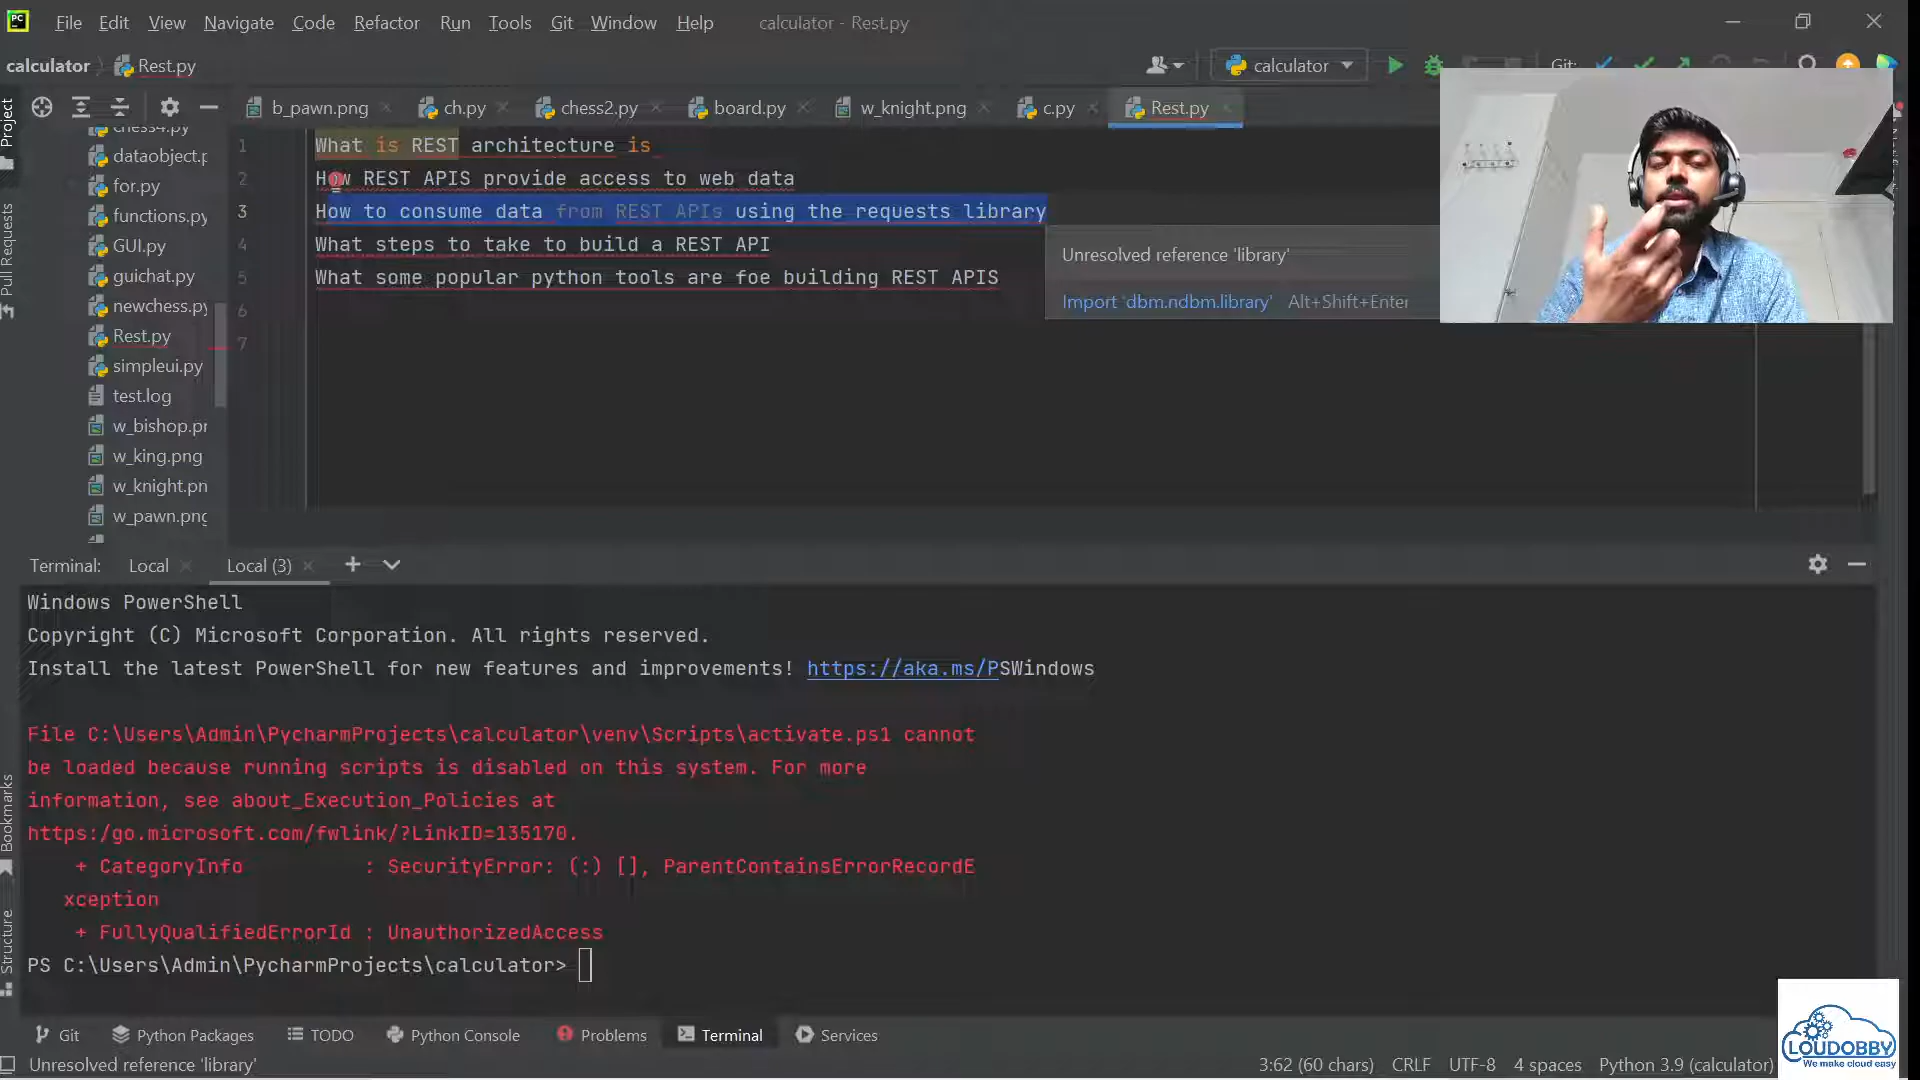 File Edit View Navigate Code Refactor Run Tools Git Window Help calculator - Rest.py
calculator Rest.py calculator Git:
b_pawn.png ch.py chess2.py board.py w_knight.png c.py Rest.py
Project
Pull Requests
Bookmarks
Structure
chess4.py
dataobject.p
for.py
functions.py
GUI.py
guichat.py
newchess.py
Rest.py
simpleui.py
test.log
w_bishop.pr
w_king.png
w_knight.pn
w_pawn.png
1 What is REST architecture is
2 How REST APIS provide access to web data
3 How to consume data from REST APIs using the requests library
4 What steps to take to build a REST API
5 What some popular python tools are foe building REST APIS
6
7
Unresolved reference 'library'
Import 'dbm.ndbm.library' Alt+Shift+Enter
Terminal: Local Local (3)
Windows PowerShell
Copyright (C) Microsoft Corporation. All rights reserved.
Install the latest PowerShell for new features and improvements! https://aka.ms/PSWindows
File C:\Users\Admin\PycharmProjects\calculator\venv\Scripts\activate.ps1 cannot
be loaded because running scripts is disabled on this system. For more
information, see about_Execution_Policies at
https:/go.microsoft.com/fwlink/?LinkID=135170.
+ CategoryInfo : SecurityError: (:) [], ParentContainsErrorRecordE
xception
+ FullyQualifiedErrorId : UnauthorizedAccess
PS C:\Users\Admin\PycharmProjects\calculator>
Git Python Packages TODO Python Console Problems Terminal Services
Unresolved reference 'library' 3:62 (60 chars) CRLF UTF-8 4 spaces Python 3.9 (calculator)
LOUDOBBY
We make cloud easy